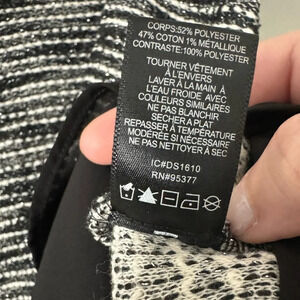 CORPS:52% POLYESTER
47% COTON 1% MÉTALLIQUE
CONTRASTE:100% POLYESTER
TOURNER VÊTEMENT
À L'ENVERS
LAVER À LA MAIN À
L'EAU FROIDE AVEC
COULEURS SIMILAIRES
NE PAS BLANCHIR
SECHER A PLAT
REPASSER À TEMPÉRATURE
MODÉRÉE SI NÉCESSAIRE
NE PAS NETTOYER À SEC
IC#DS1610
RN#95377